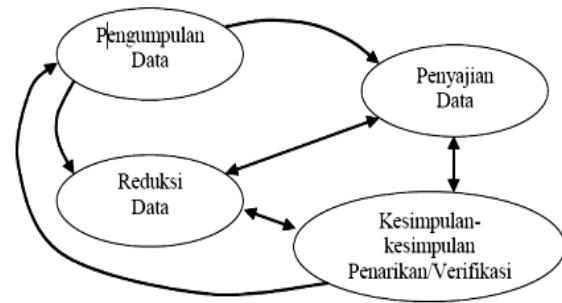 Pengumpulan
Data
Penyajian
Data
Reduksi
Data
Kesimpulan-
kesimpulan
Penarikan/Verifikasi